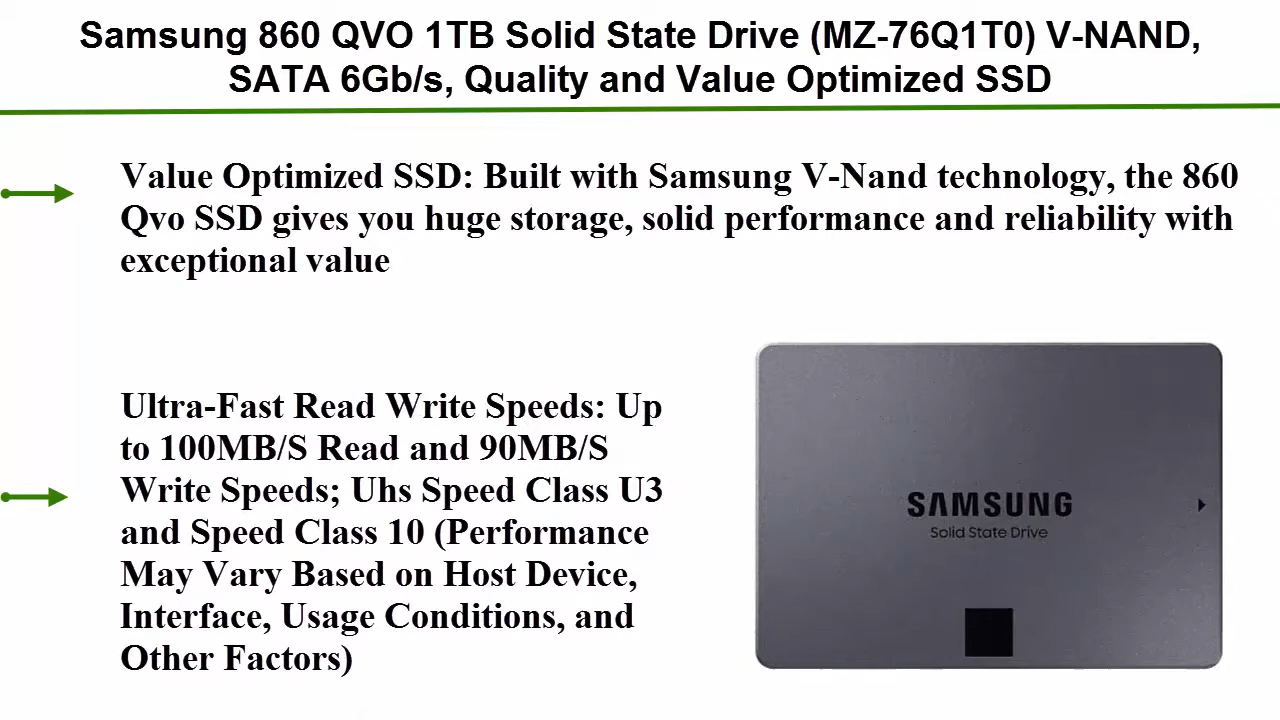 Samsung 860 QVO 1TB Solid State Drive (MZ-76Q1T0) V-NAND,
SATA 6Gb/s, Quality and Value Optimized SSD
Value Optimized SSD: Built with Samsung V-Nand technology, the 860
Qvo SSD gives you huge storage, solid performance and reliability with
exceptional value
Ultra-Fast Read Write Speeds: Up
to 100MB/S Read and 90MB/S
Write Speeds; Uhs Speed Class U3
and Speed Class 10 (Performance
May Vary Based on Host Device,
Interface, Usage Conditions, and
Other Factors)
SAMSUNG
Solid State Drive